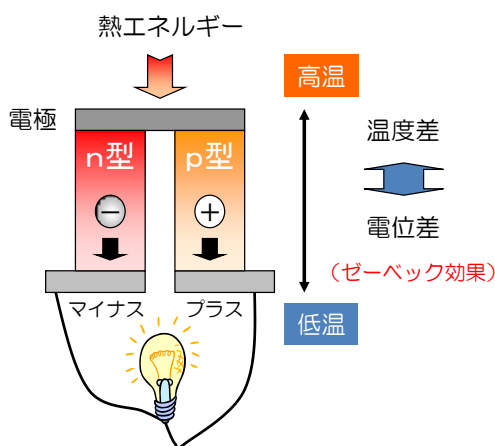 熱エネルギー
高温
電極
n型
p型
温度差
－
＋
電位差
（ゼーベック効果）
マイナス
プラス
低温